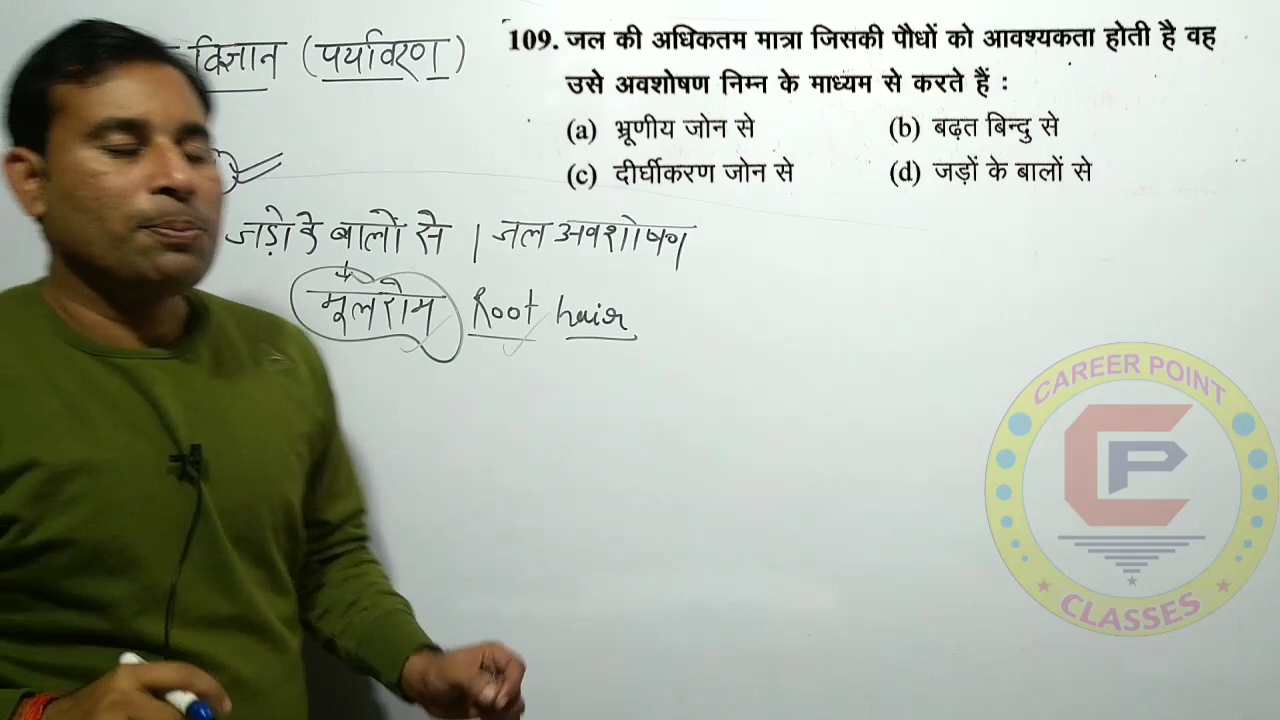 विज्ञान (पर्यावरण)
109. जल की अधिकतम मात्रा जिसकी पौधों को आवश्यकता होती है वह
उसे अवशोषण निम्न के माध्यम से करते हैं :
(a) भ्रूणीय जोन से (b) बढ़त बिन्दु से
(c) दीर्घीकरण जोन से (d) जड़ों के बालों से
जड़ो के बालों से | जल अवशोषण
मूलरोम Root hair
CAREER POINT
CP
CLASSES